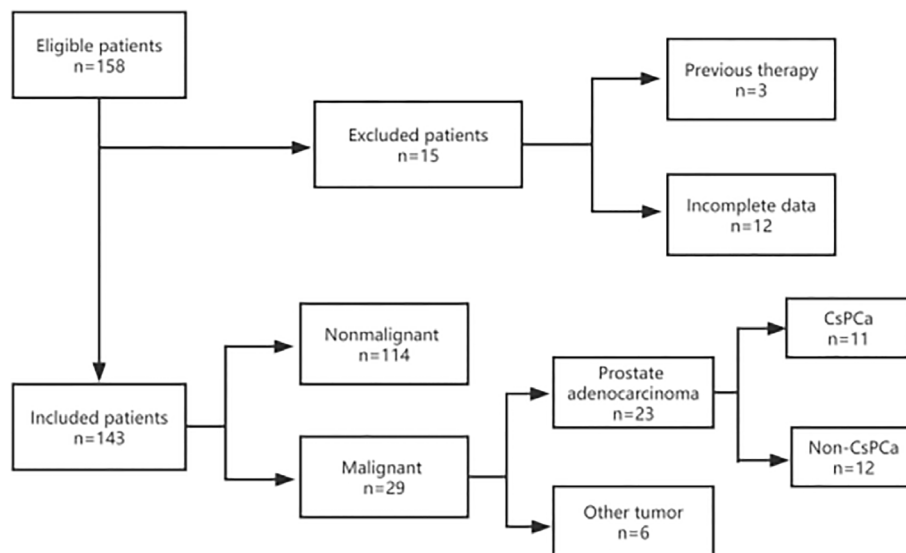 Eligible patients
n=158
Previous therapy
n=3
Excluded patients
n=15
Incomplete data
n=12
Nonmalignant
n=114
CsPCa
n=11
Prostate
adenocarcinoma
n=23
Included patients
n=143
Malignant
n=29
Non-CsPCa
n=12
Other tumor
n=6